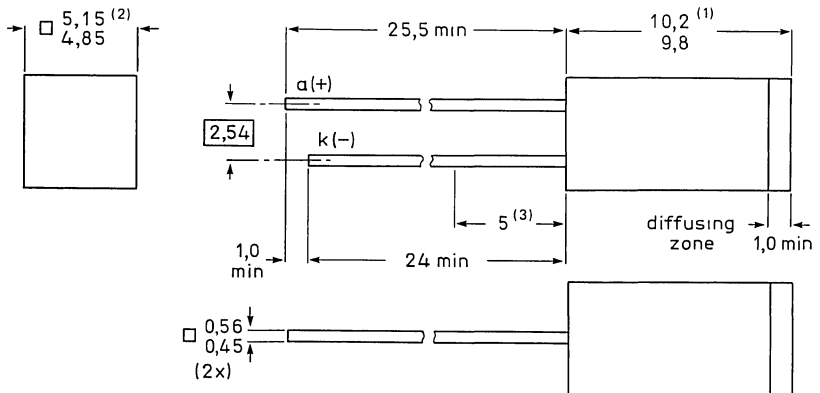 □ 5,15 (2)
4,85
25,5 min
10,2 (1)
9,8
a(+)
2,54
k(-)
5 (3)
diffusing
zone
1,0 min
1,0
min
24 min
□ 0,56
0,45
(2x)